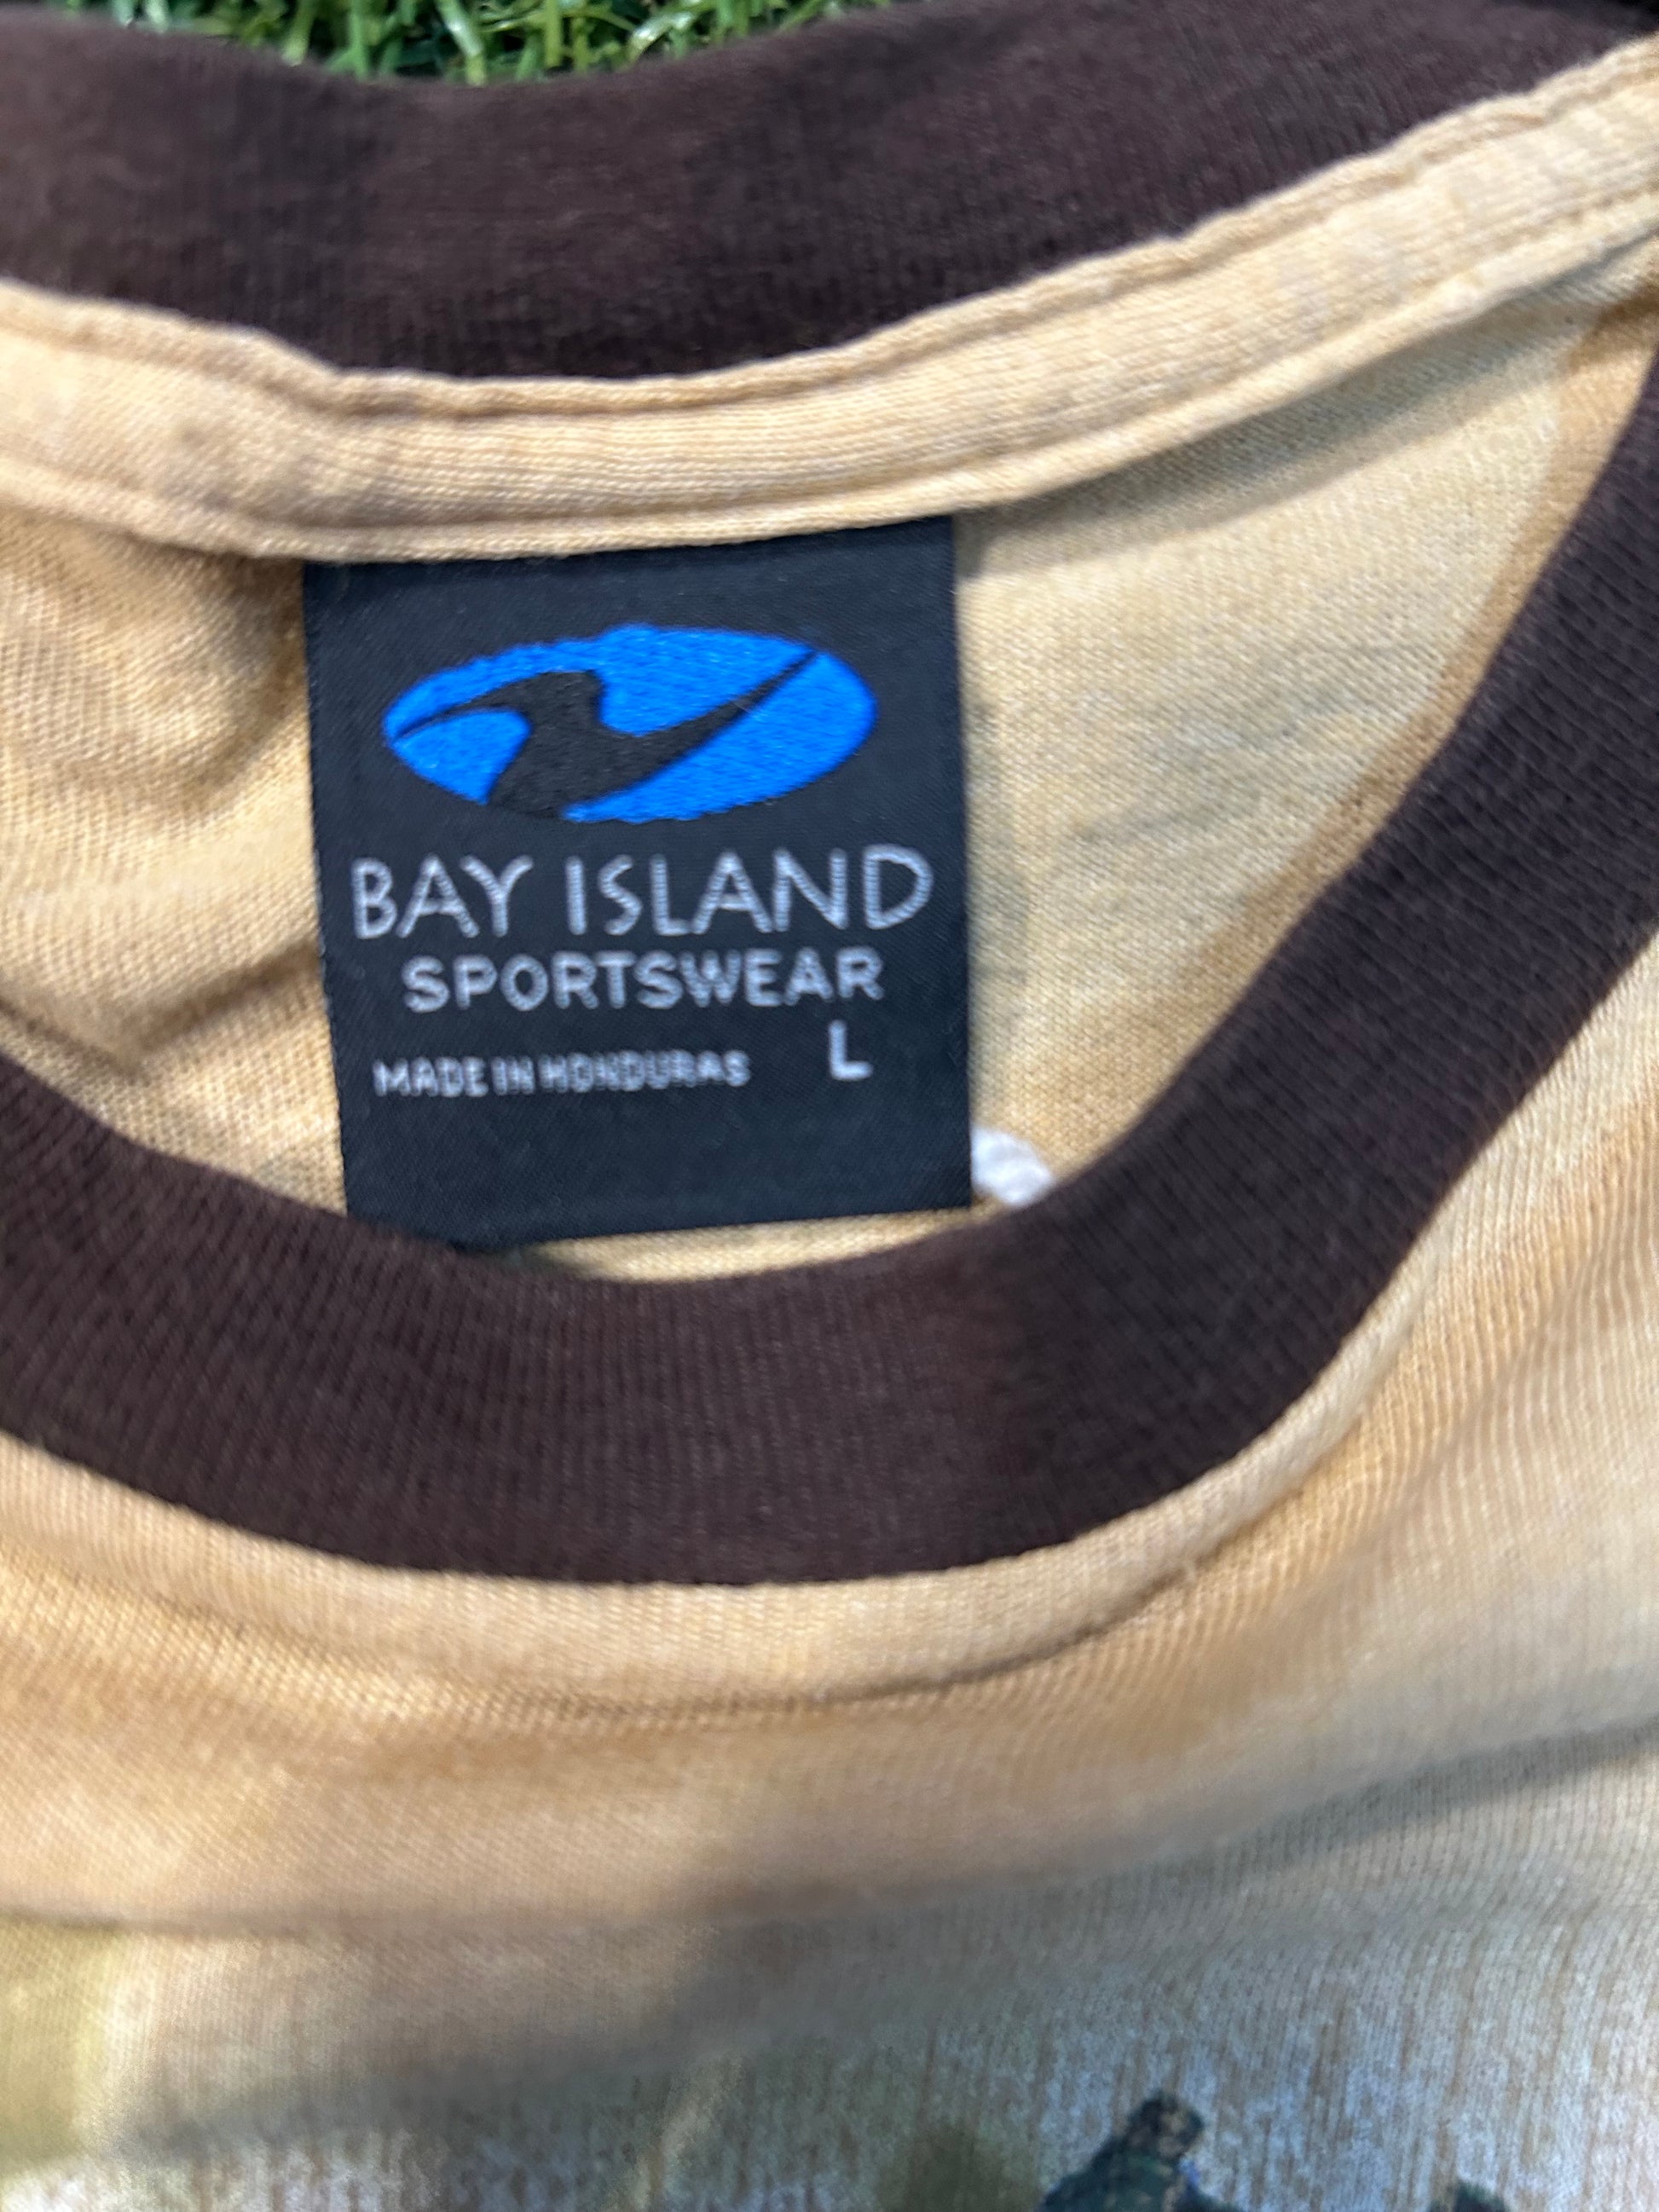 BAY ISLAND
SPORTSWEAR
L
MADE IN HONDURAS